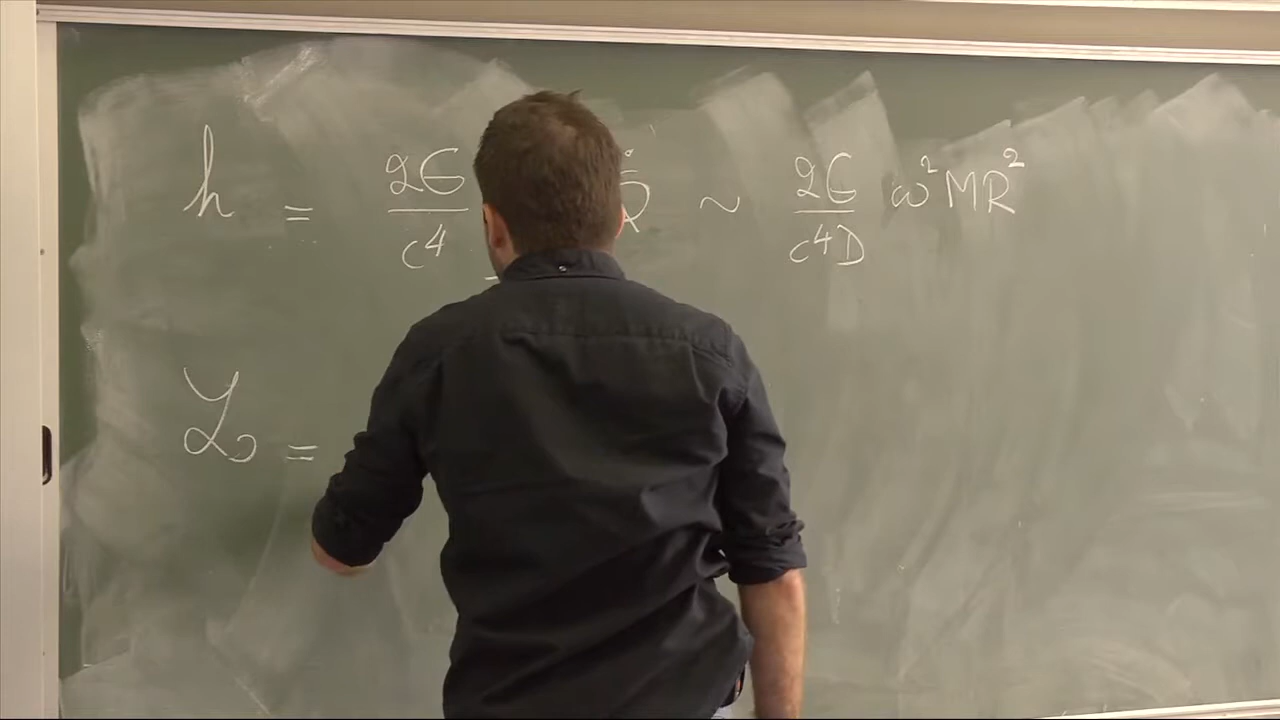 h = 2G/c⁴ Q̈ ~ 2G/c⁴D ω²MR²
=